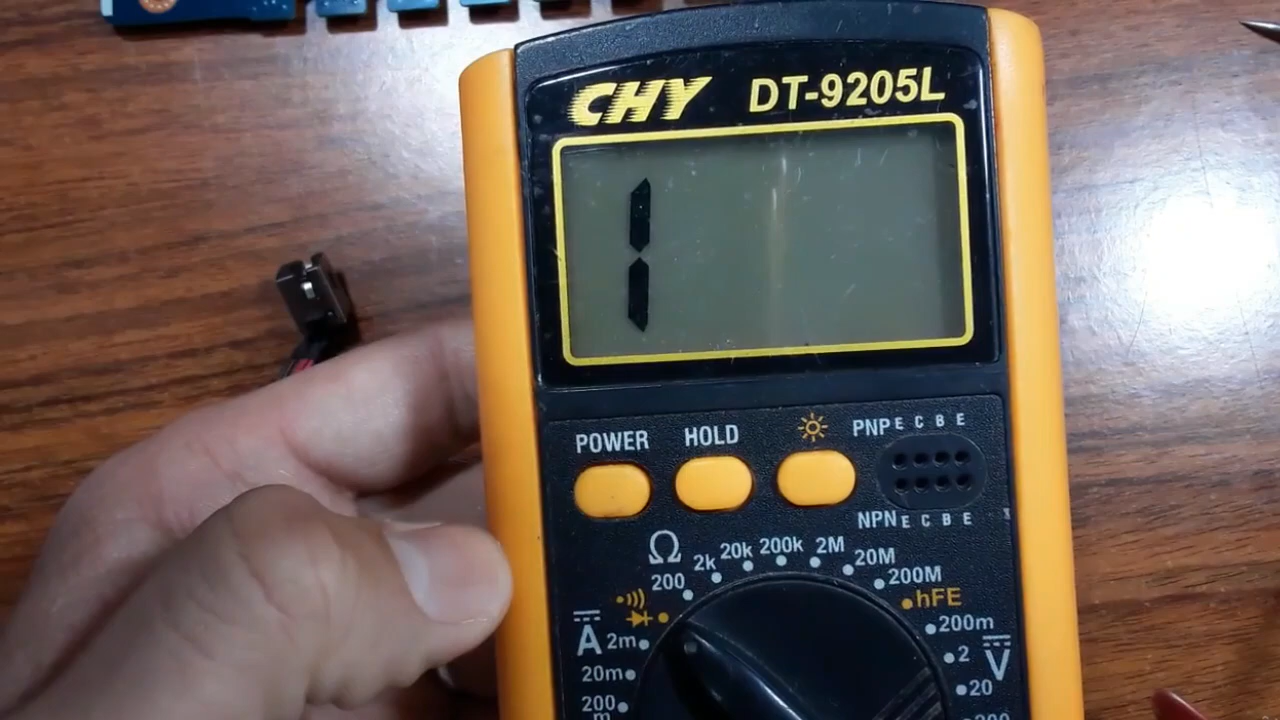 CHY DT-9205L
1
POWER HOLD PNP E C B E
NPN E C B E
Ω 200 2k 20k 200k 2M 20M 200M
hFE
A 2m 20m 200m
200m 2 20 V